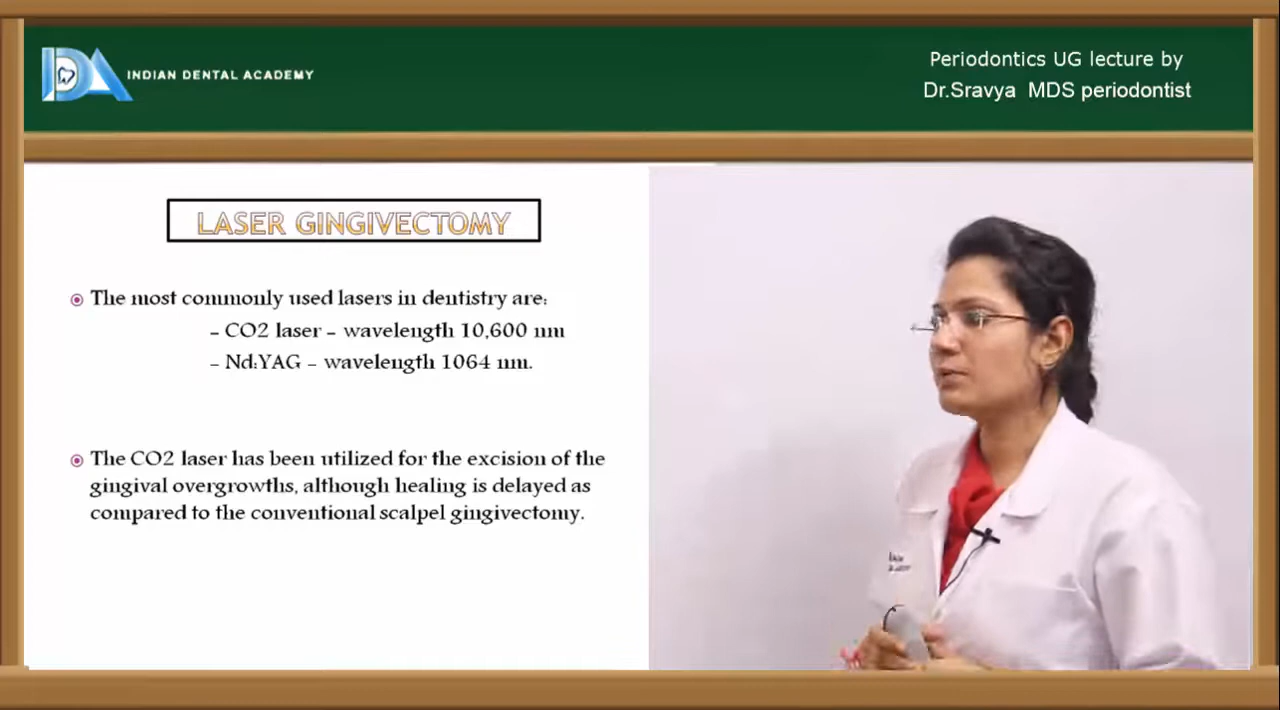 INDIAN DENTAL ACADEMY
Periodontics UG lecture by
Dr.Sravya MDS periodontist
LASER GINGIVECTOMY
The most commonly used lasers in dentistry are:
– CO2 laser – wavelength 10,600 nm
– Nd:YAG – wavelength 1064 nm.
The CO2 laser has been utilized for the excision of the
gingival overgrowths, although healing is delayed as
compared to the conventional scalpel gingivectomy.